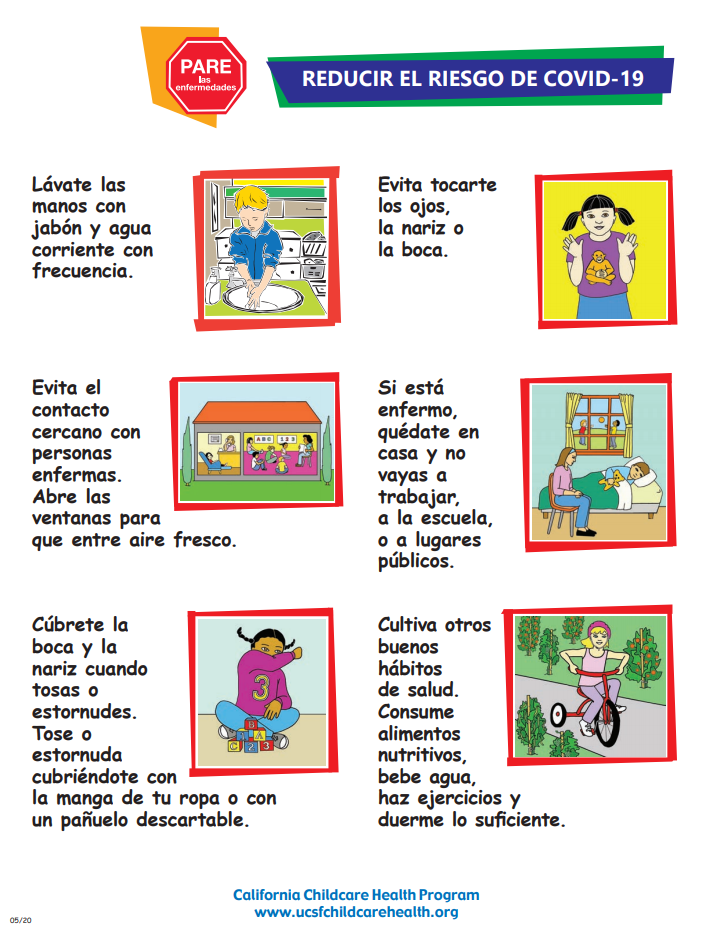 PARE
las
enfermedades
REDUCIR EL RIESGO DE COVID-19
Lávate las
manos con
jabón y agua
corriente con
frecuencia.
Evita tocarte
los ojos,
la nariz o
la boca.
Evita el
contacto
cercano con
personas
enfermas.
Abre las
ventanas para
que entre aire fresco.
A B C
1 2 3
Si está
enfermo,
quédate en
casa y no
vayas a
trabajar,
a la escuela,
o a lugares
públicos.
Cúbrete la
boca y la
nariz cuando
tosas o
estornudes.
Tose o
estornuda
cubriéndote con
la manga de tu ropa o con
un pañuelo descartable.
3
B
A
C
2
3
Cultiva otros
buenos
hábitos
de salud.
Consume
alimentos
nutritivos,
bebe agua,
haz ejercicios y
duerme lo suficiente.
California Childcare Health Program
www.ucsfchildcarehealth.org
05/20